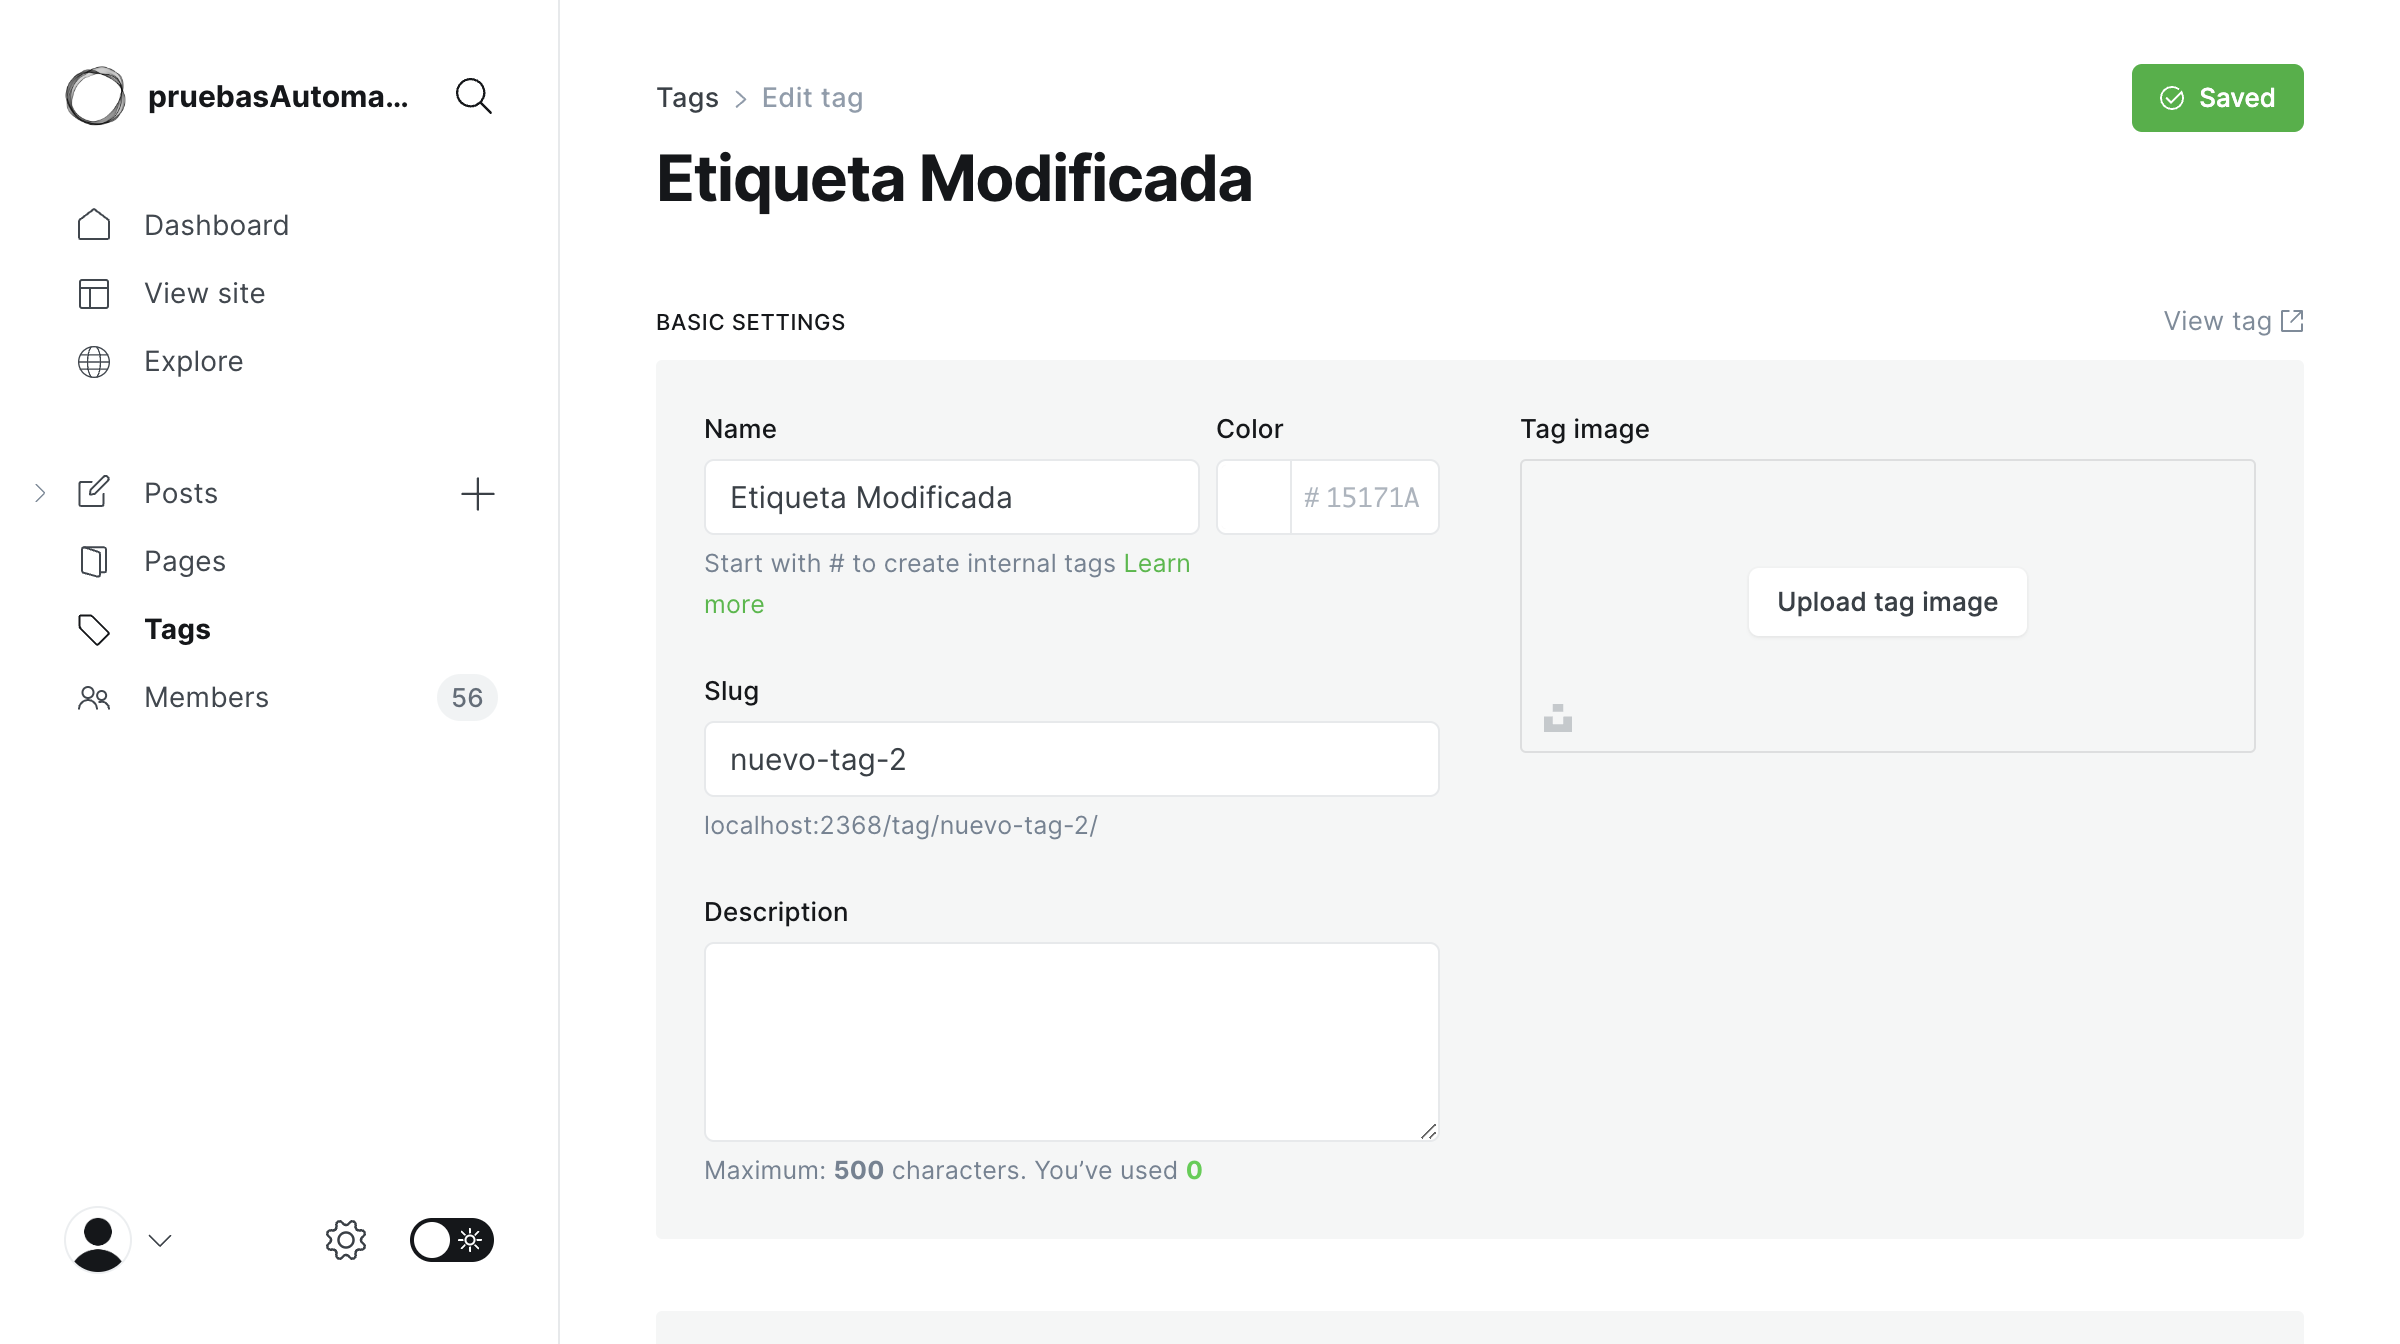 pruebasAutoma...
Dashboard
View site
Explore
Posts
Pages
Tags
Members
56
Tags > Edit tag
Saved
Etiqueta Modificada
BASIC SETTINGS
View tag
Name
Color
Tag image
Etiqueta Modificada
# 15171A
Start with # to create internal tags Learn
more
Upload tag image
Slug
nuevo-tag-2
localhost:2368/tag/nuevo-tag-2/
Description
Maximum: 500 characters. You’ve used 0